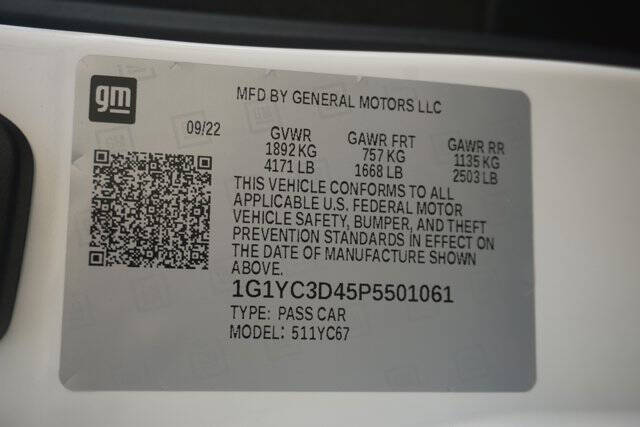 gm
MFD BY GENERAL MOTORS LLC
09/22 GVWR GAWR FRT GAWR RR
1892 KG 757 KG 1135 KG
4171 LB 1668 LB 2503 LB
THIS VEHICLE CONFORMS TO ALL
APPLICABLE U.S. FEDERAL MOTOR
VEHICLE SAFETY, BUMPER, AND THEFT
PREVENTION STANDARDS IN EFFECT ON
THE DATE OF MANUFACTURE SHOWN
ABOVE.
1G1YC3D45P5501061
TYPE: PASS CAR
MODEL: 511YC67